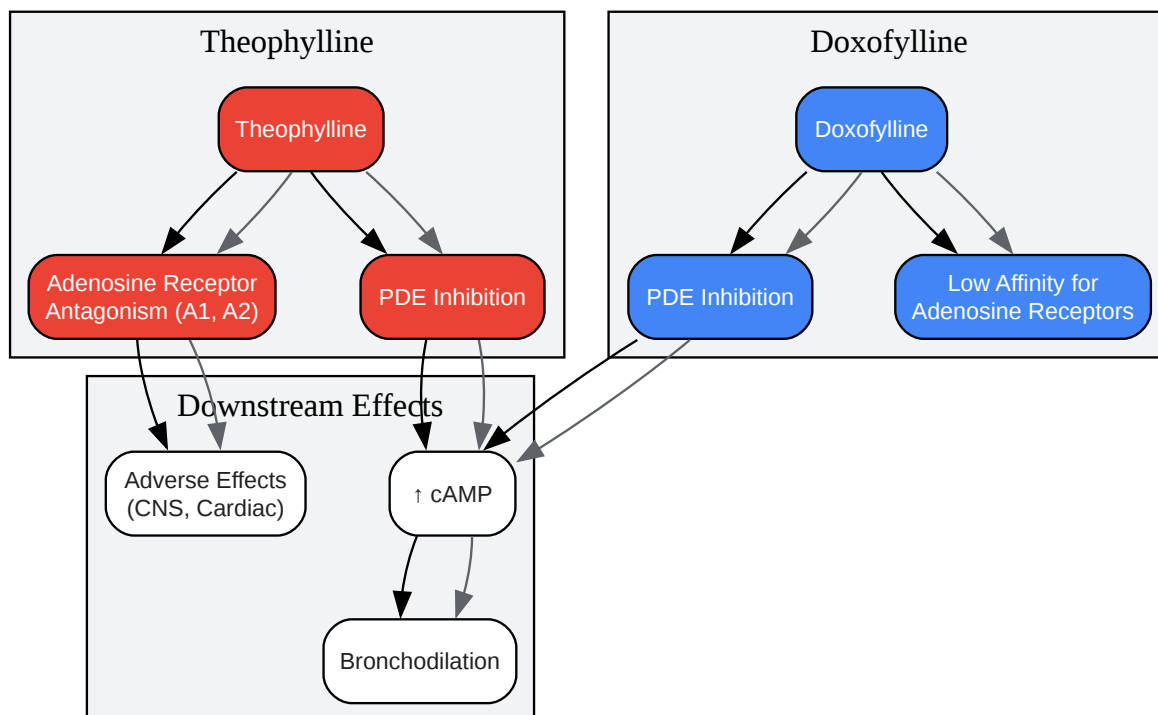 Theophylline
Doxofylline
Theophylline
Doxofylline
Adenosine Receptor
Antagonism (A1, A2)
PDE Inhibition
PDE Inhibition
Low Affinity for
Adenosine Receptors
Downstream Effects
Adverse Effects
(CNS, Cardiac)
↑ cAMP
Bronchodilation